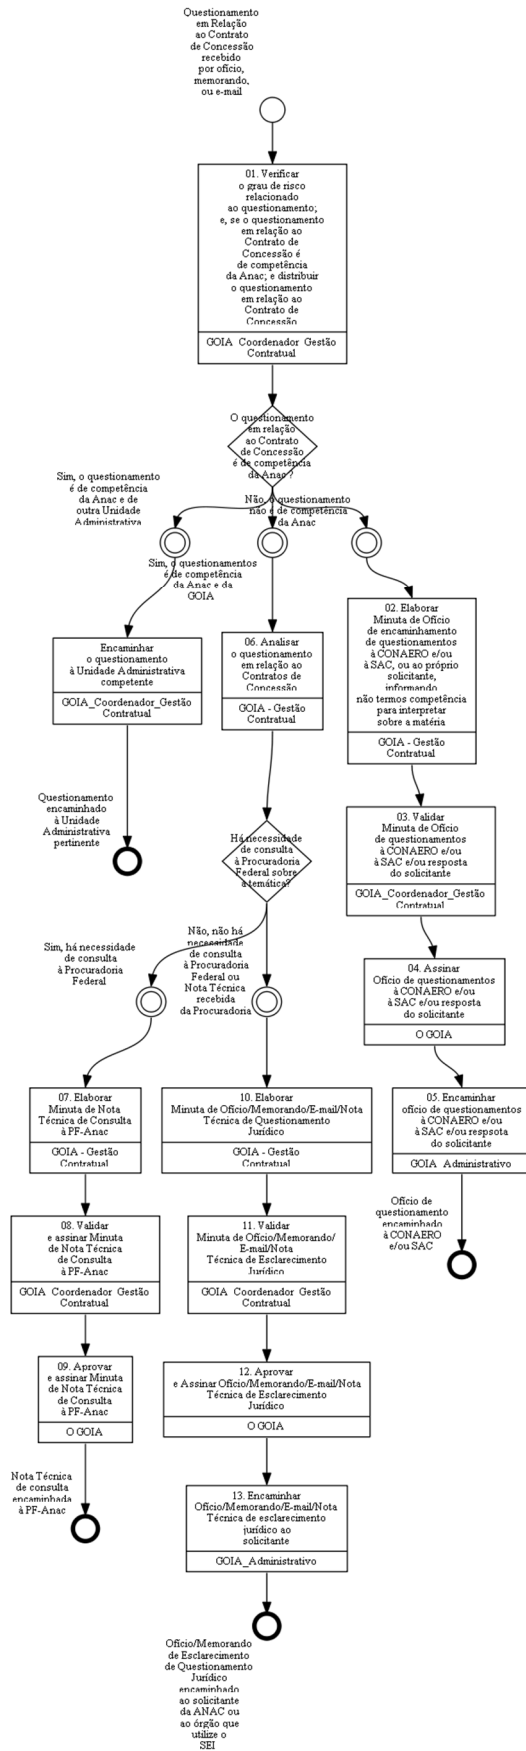 Questionamento
em Relação
ao Contrato
de Concessão
recebido
por ofício,
memorando,
ou e-mail
01. Verificar
o grau de risco
relacionado
ao questionamento;
e, se o questionamento
em relação ao
Contrato de
Concessão é
de competência
da Anac; e distribuir
o questionamento
em relação ao
Contrato de
Concessão
GOIA_Coordenador_Gestão
Contratual
O questionamento
em relação
ao Contrato
de Concessão
é de competência
da Anac ?
Sim, o questionamento
é de competência
da Anac e de
outra Unidade
Administrativa
Sim, o questionamentos
é de competência
da Anac e da
GOIA
Não, o questionamento
não é de competência
da Anac
Encaminhar
o questionamento
à Unidade Administrativa
competente
GOIA_Coordenador_Gestão
Contratual
Questionamento
encaminhado
à Unidade
Administrativa
pertinente
06. Analisar
o questionamento
em relação ao
Contratos de
Concessão
GOIA - Gestão
Contratual
02. Elaborar
Minuta de Ofício
de encaminhamento
de questionamentos
à CONAERO e/ou
à SAC, ou ao próprio
solicitante,
informando
não termos competência
para interpretar
sobre a matéria
GOIA - Gestão
Contratual
03. Validar
Minuta de Ofício
de questionamentos
à CONAERO e/ou
à SAC e/ou resposta
do solicitante
GOIA_Coordenador_Gestão
Contratual
Há necessidade
de consulta
à Procuradoria
Federal sobre
a temática?
Sim, há necessidade
de consulta
à Procuradoria
Federal
Não, não há
necessidade
de consulta
à Procuradoria
Federal ou
Nota Técnica
recebida
da Procuradoria
04. Assinar
Ofício de questionamentos
à CONAERO e/ou
à SAC e/ou resposta
do solicitante
O GOIA
05. Encaminhar
ofício de questionamentos
à CONAERO e/ou
à SAC e/ou respsota
do solicitante
GOIA_Administrativo
Ofício de
questionamento
encaminhado
à CONAERO
e/ou SAC
07. Elaborar
Minuta de Nota
Técnica de Consulta
à PF-Anac
GOIA - Gestão
Contratual
10. Elaborar
Minuta de Ofício/Memorando/E-mail/Nota
Técnica de Questionamento
Jurídico
GOIA - Gestão
Contratual
08. Validar
e assinar Minuta
de Nota Técnica
de Consulta
à PF-Anac
GOIA_Coordenador_Gestão
Contratual
11. Validar
Minuta de Ofício/Memorando/
E-mail/Nota
Técnica de Esclarecimento
Jurídico
GOIA_Coordenador_Gestão
Contratual
09. Aprovar
e assinar Minuta
de Nota Técnica
de Consulta
à PF-Anac
O GOIA
12. Aprovar
e Assinar Ofício/Memorando/E-mail/Nota
Técnica de Esclarecimento
Jurídico
O GOIA
Nota Técnica
de consulta
encaminhada
à PF-Anac
13. Encaminhar
Ofício/Memorando/E-mail/Nota
Técnica de esclarecimento
jurídico ao
solicitante
GOIA_Administrativo
Ofício/Memorando
de Esclarecimento
de Questionamento
Jurídico
encaminhado
ao solicitante
da ANAC ou
ao órgão que
utilize o
SEI